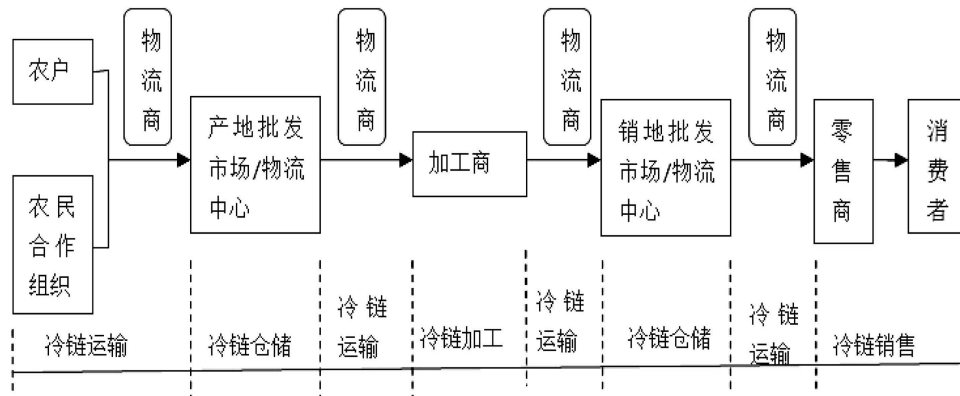 农户
农民
合作
组织
物
流
商
产地批发
市场/物流
中心
物
流
商
加工商
物
流
商
销地批发
市场/物流
中心
物
流
商
零
售
商
消
费
者
冷链运输
冷链仓储
冷 链
运输
冷链加工
冷 链
运输
冷链仓储
冷 链
运输
冷链销售